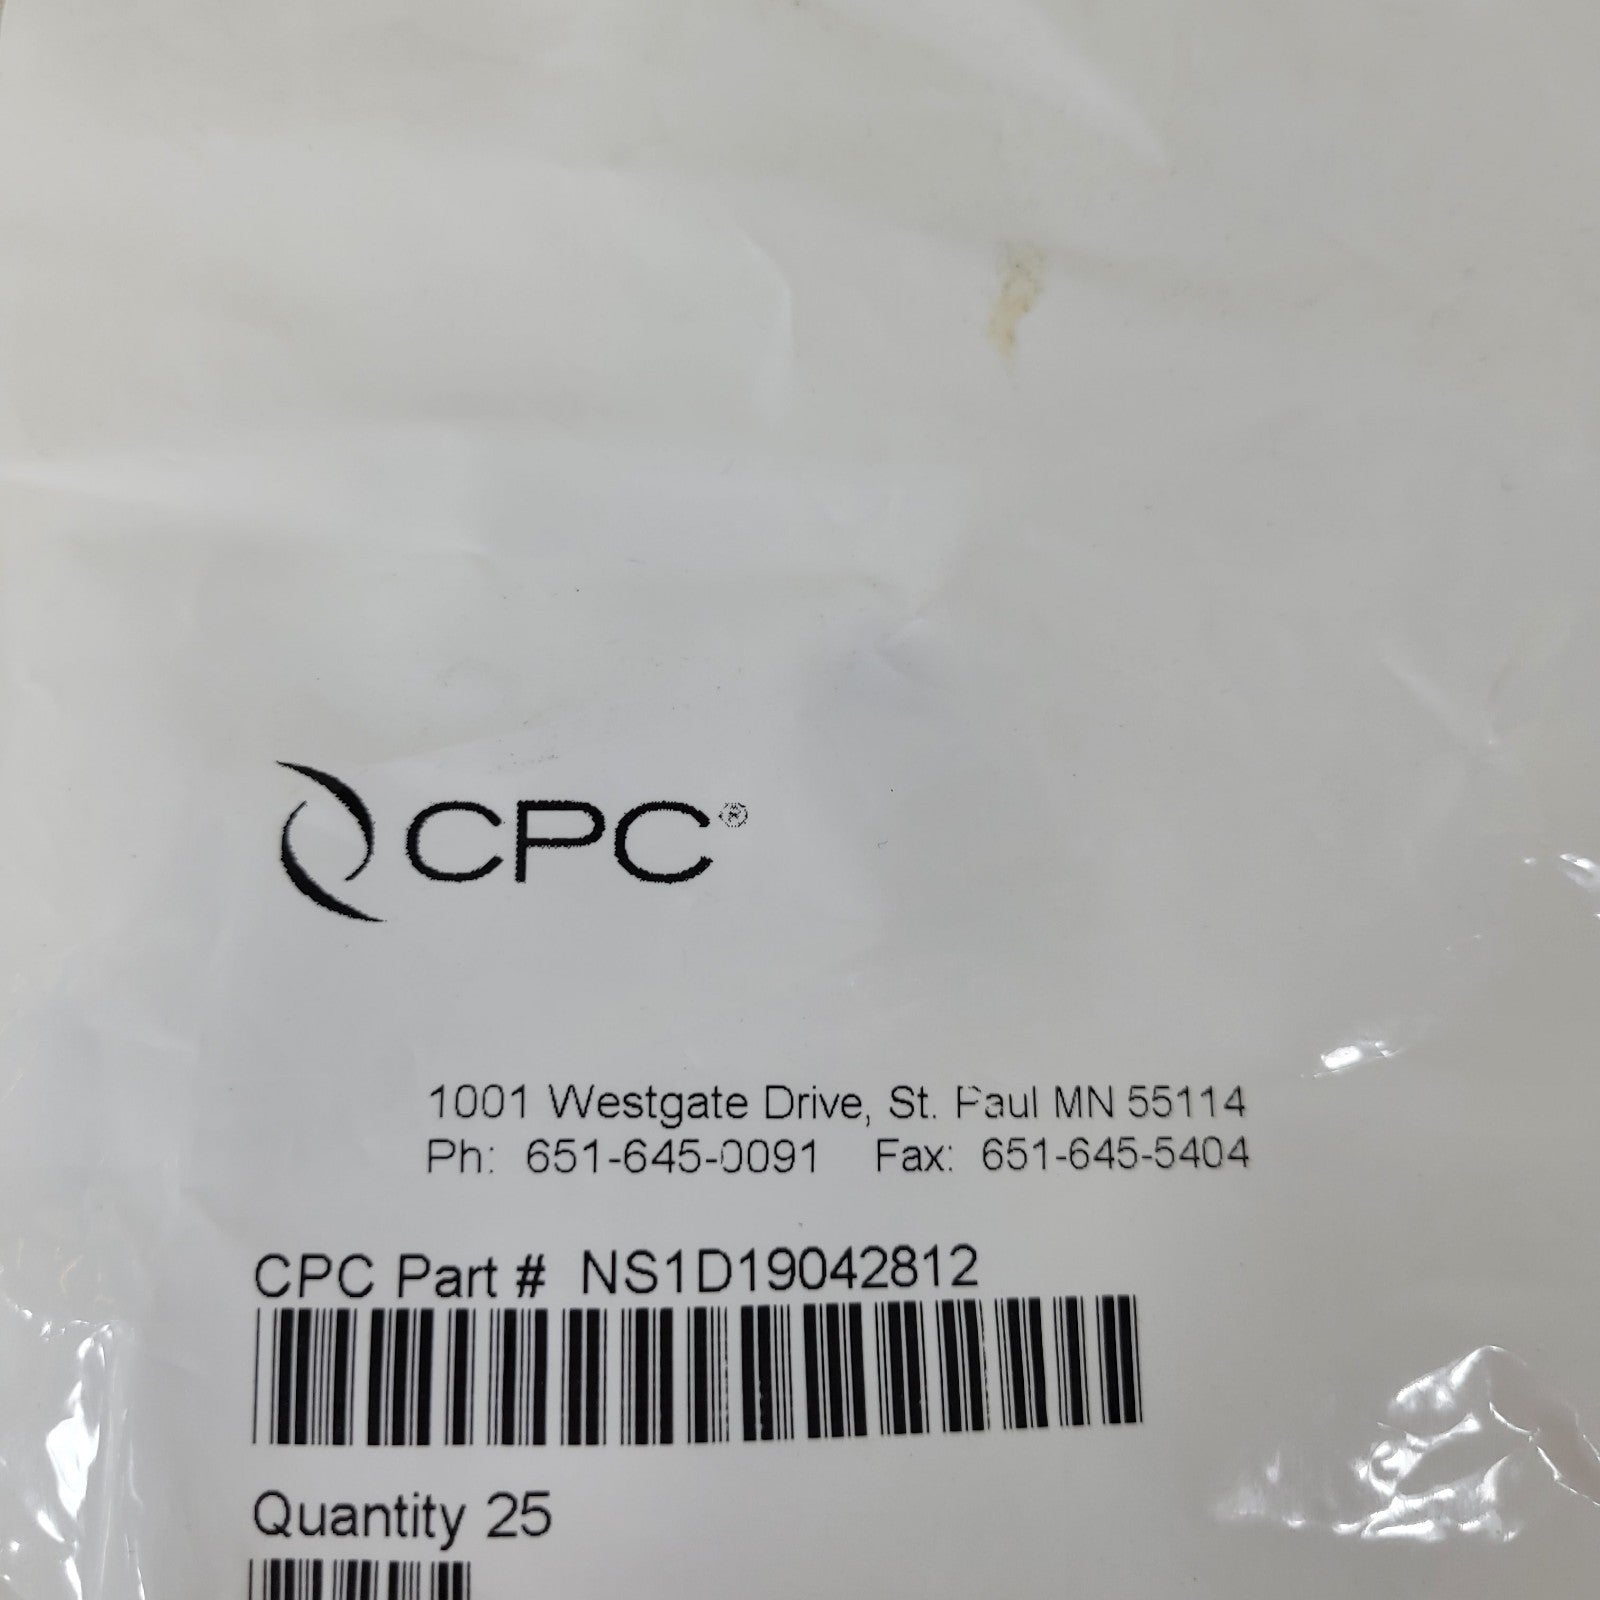 CPC®
1001 Westgate Drive, St. Paul MN 55114
Ph: 651-645-0091 Fax: 651-645-5404
CPC Part # NS1D19042812
Quantity 25